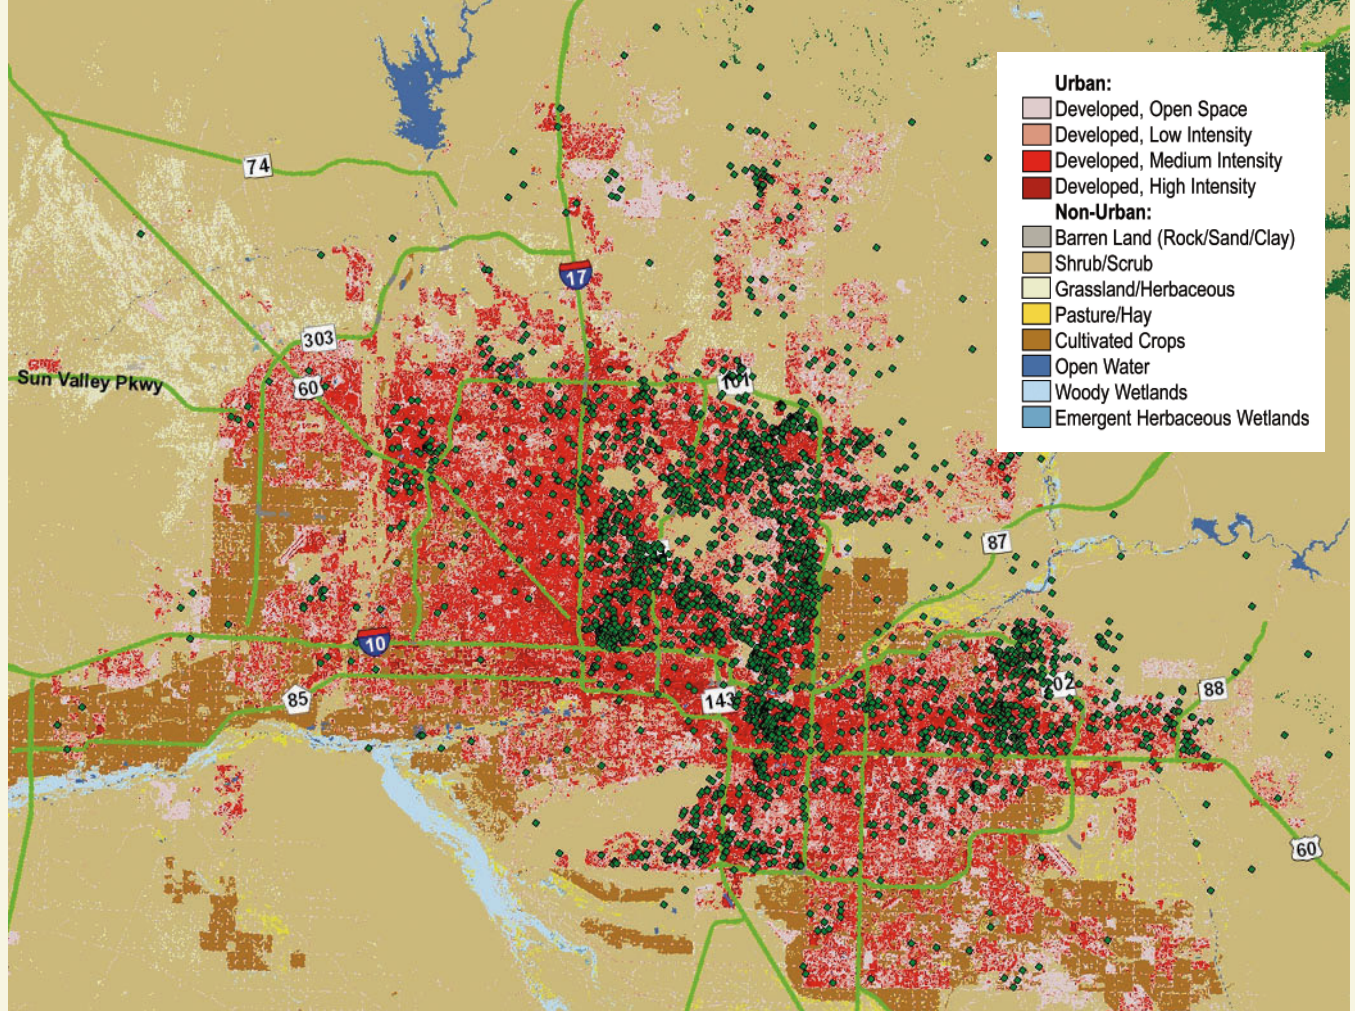 Urban:
Developed, Open Space
Developed, Low Intensity
Developed, Medium Intensity
Developed, High Intensity
Non-Urban:
Barren Land (Rock/Sand/Clay)
Shrub/Scrub
Grassland/Herbaceous
Pasture/Hay
Cultivated Crops
Open Water
Woody Wetlands
Emergent Herbaceous Wetlands
74
17
303
Sun Valley Pkwy
60
101
87
10
85
143
02
88
60